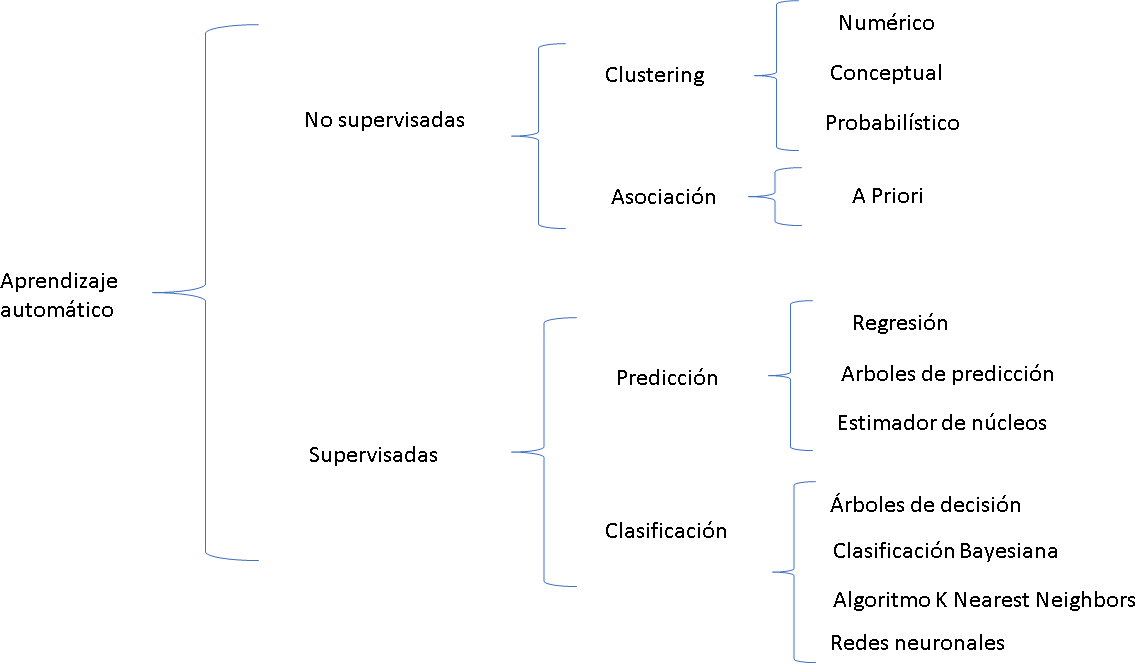 Aprendizaje
automático
No supervisadas
Clustering
Numérico
Conceptual
Probabilístico
Asociación
A Priori
Supervisadas
Predicción
Regresión
Arboles de predicción
Estimador de núcleos
Clasificación
Árboles de decisión
Clasificación Bayesiana
Algoritmo K Nearest Neighbors
Redes neuronales